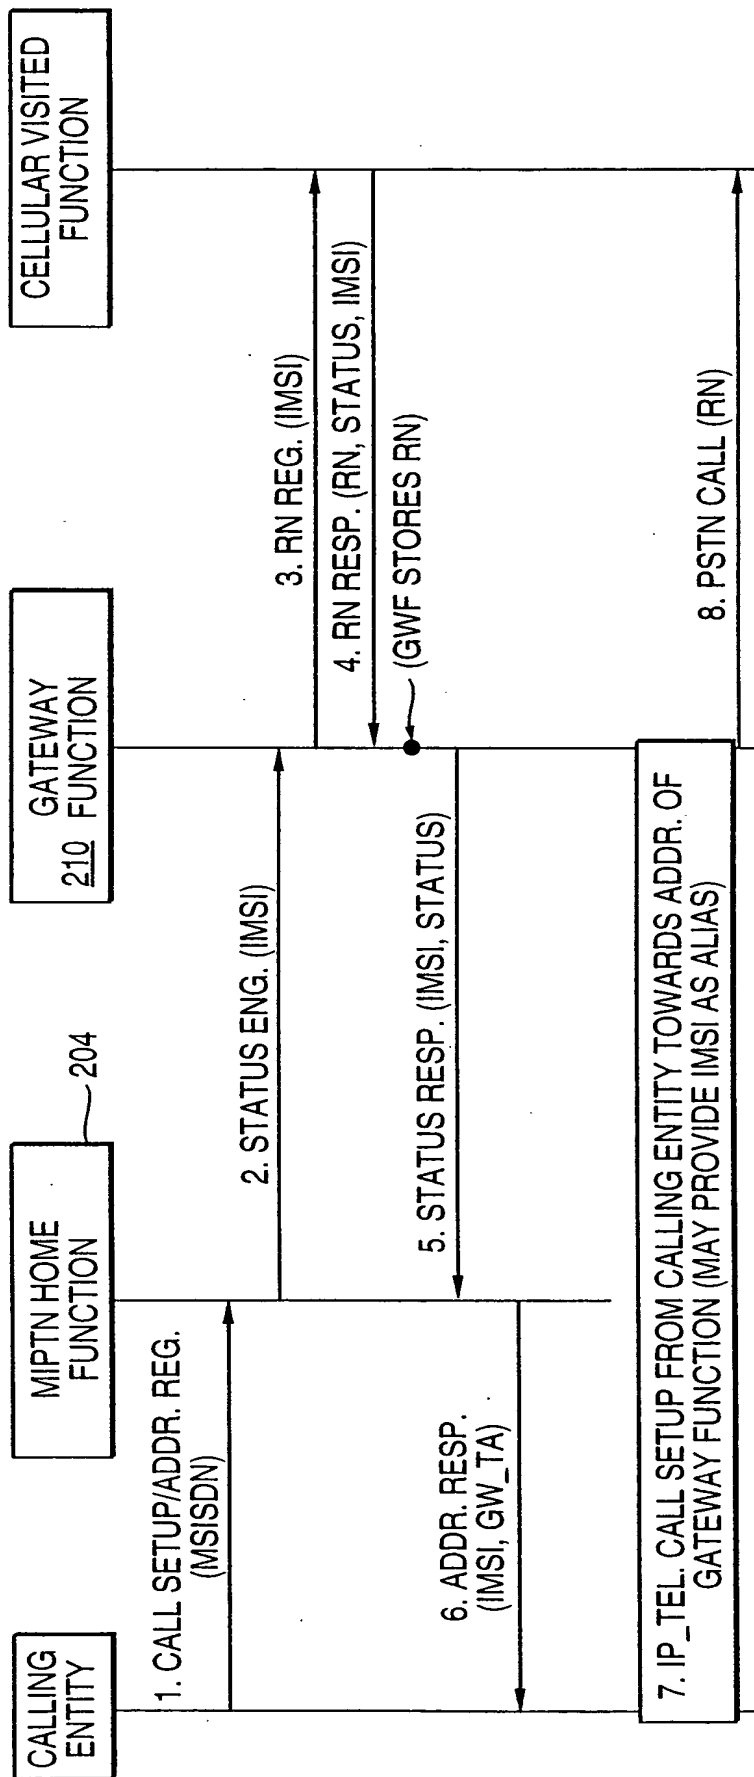 CALLING
ENTITY
MIPTN HOME
FUNCTION
204
GATEWAY
210 FUNCTION
CELLULAR VISITED
FUNCTION
1. CALL SETUP/ADDR. REG.
(MSISDN)
2. STATUS ENG. (IMSI)
3. RN REG. (IMSI)
4. RN RESP. (RN, STATUS, IMSI)
(GWF STORES RN)
5. STATUS RESP. (IMSI, STATUS)
6. ADDR. RESP.
(IMSI, GW_TA)
7. IP_TEL. CALL SETUP FROM CALLING ENTITY TOWARDS ADDR. OF
GATEWAY FUNCTION (MAY PROVIDE IMSI AS ALIAS)
8. PSTN CALL (RN)